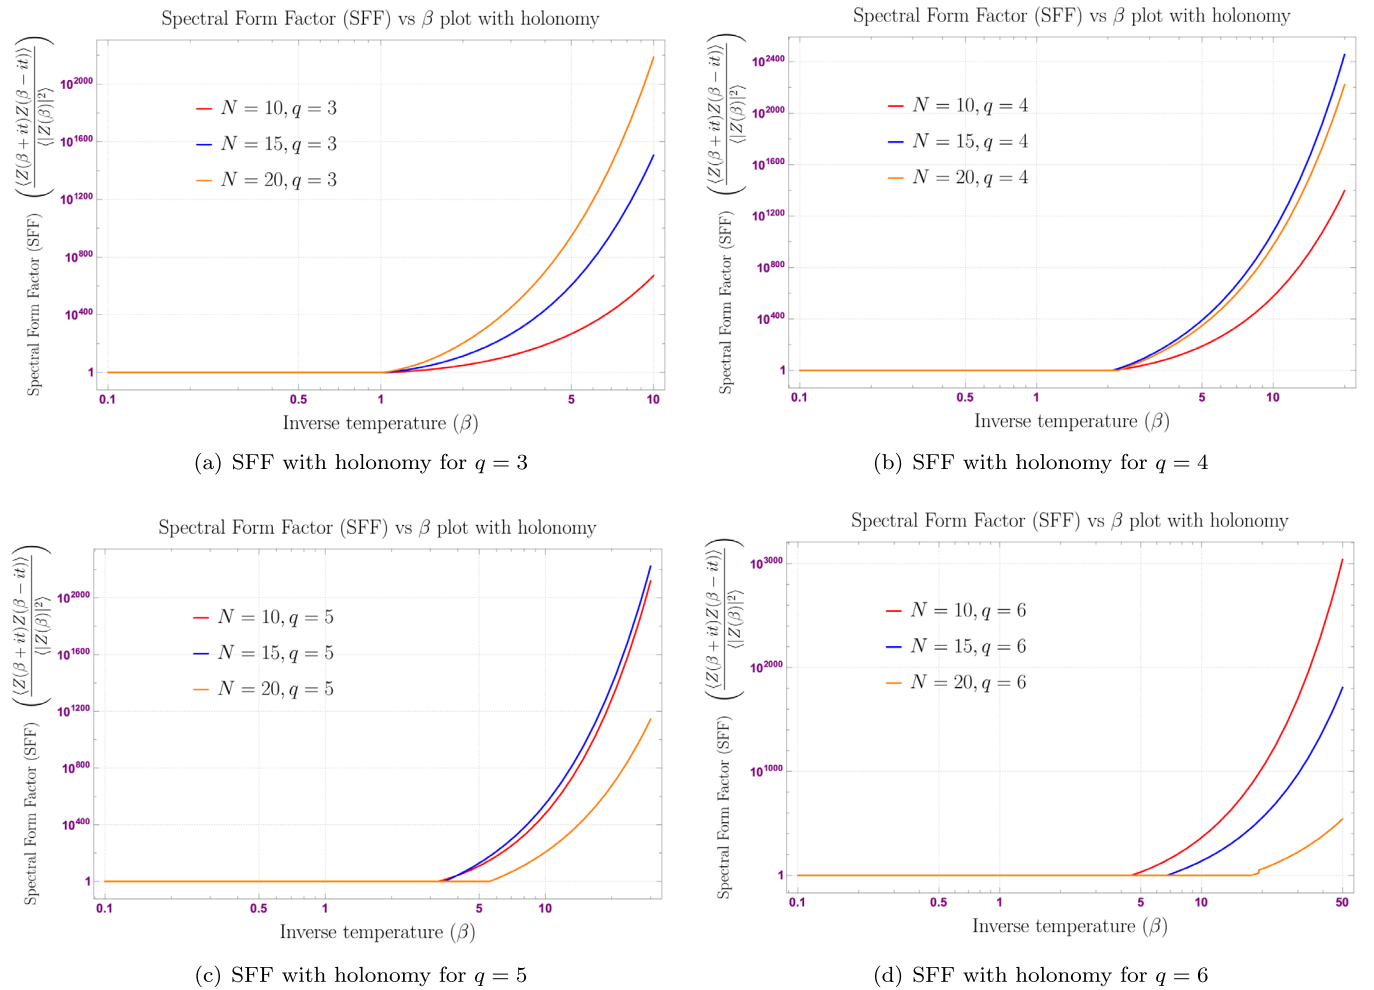 Spectral Form Factor (SFF) vs β plot with holonomy
Spectral Form Factor (SFF) (⟨Z(β + it)Z(β − it)⟩ / ⟨|Z(β)|²⟩)
10^2000
10^1600
10^1200
10^800
10^400
1
N = 10, q = 3
N = 15, q = 3
N = 20, q = 3
0.1 0.5 1 5 10
Inverse temperature (β)
(a) SFF with holonomy for q = 3
Spectral Form Factor (SFF) vs β plot with holonomy
Spectral Form Factor (SFF) (⟨Z(β + it)Z(β − it)⟩ / ⟨|Z(β)|²⟩)
10^2400
10^2000
10^1600
10^1200
10^800
10^400
1
N = 10, q = 4
N = 15, q = 4
N = 20, q = 4
0.1 0.5 1 5 10
Inverse temperature (β)
(b) SFF with holonomy for q = 4
Spectral Form Factor (SFF) vs β plot with holonomy
Spectral Form Factor (SFF) (⟨Z(β + it)Z(β − it)⟩ / ⟨|Z(β)|²⟩)
10^2000
10^1600
10^1200
10^800
10^400
1
N = 10, q = 5
N = 15, q = 5
N = 20, q = 5
0.1 0.5 1 5 10
Inverse temperature (β)
(c) SFF with holonomy for q = 5
Spectral Form Factor (SFF) vs β plot with holonomy
Spectral Form Factor (SFF) (⟨Z(β + it)Z(β − it)⟩ / ⟨|Z(β)|²⟩)
10^3000
10^2000
10^1000
1
N = 10, q = 6
N = 15, q = 6
N = 20, q = 6
0.1 0.5 1 5 10 50
Inverse temperature (β)
(d) SFF with holonomy for q = 6